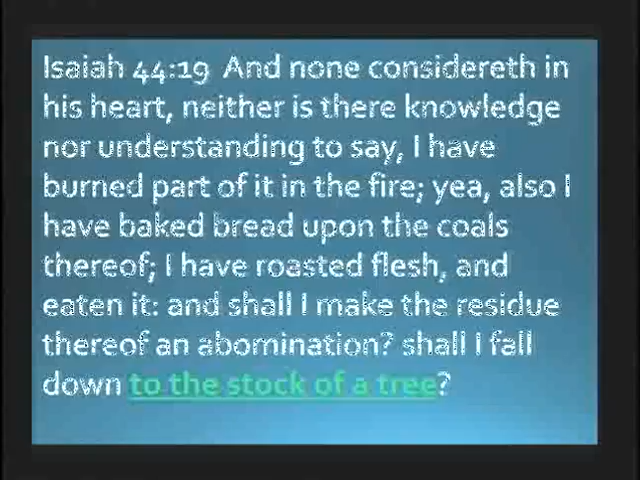 Isaiah 44:19  And none considereth in
his heart, neither is there knowledge
nor understanding to say, I have
burned part of it in the fire; yea, also I
have baked bread upon the coals
thereof; I have roasted flesh, and
eaten it: and shall I make the residue
thereof an abomination? shall I fall
down to the stock of a tree?